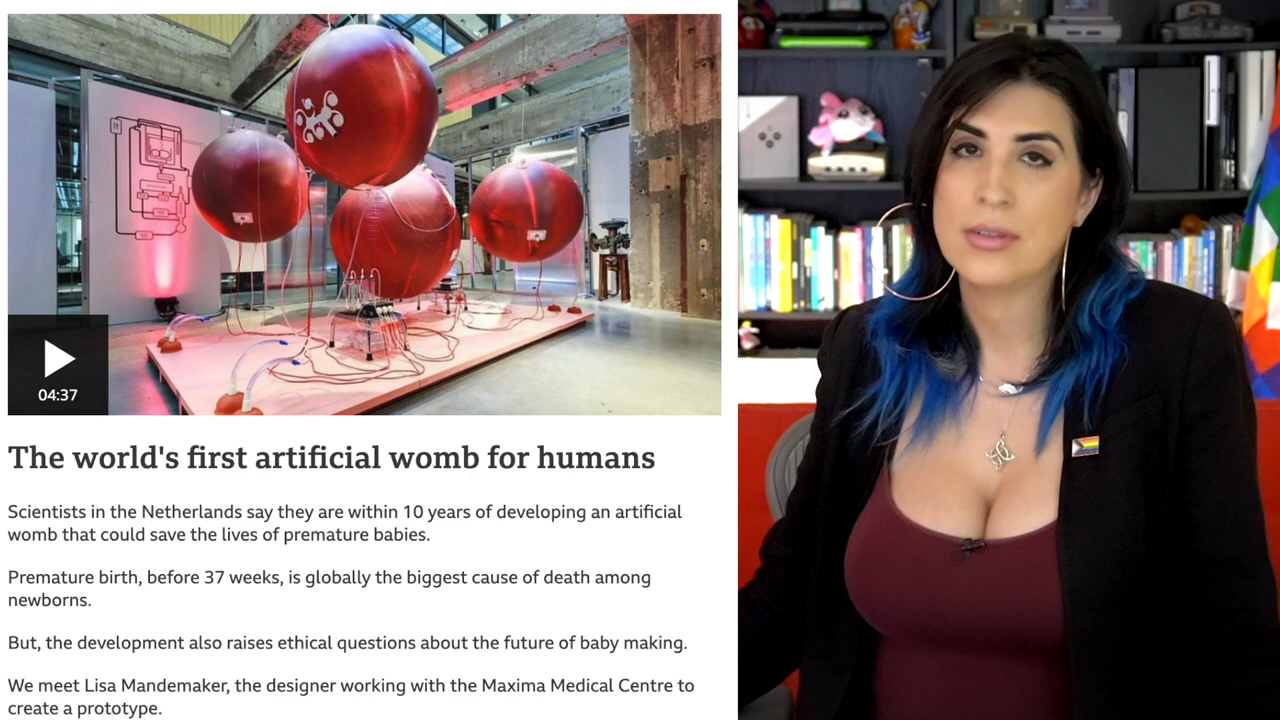 04:37
The world's first artificial womb for humans
Scientists in the Netherlands say they are within 10 years of developing an artificial
womb that could save the lives of premature babies.
Premature birth, before 37 weeks, is globally the biggest cause of death among
newborns.
But, the development also raises ethical questions about the future of baby making.
We meet Lisa Mandemaker, the designer working with the Maxima Medical Centre to
create a prototype.